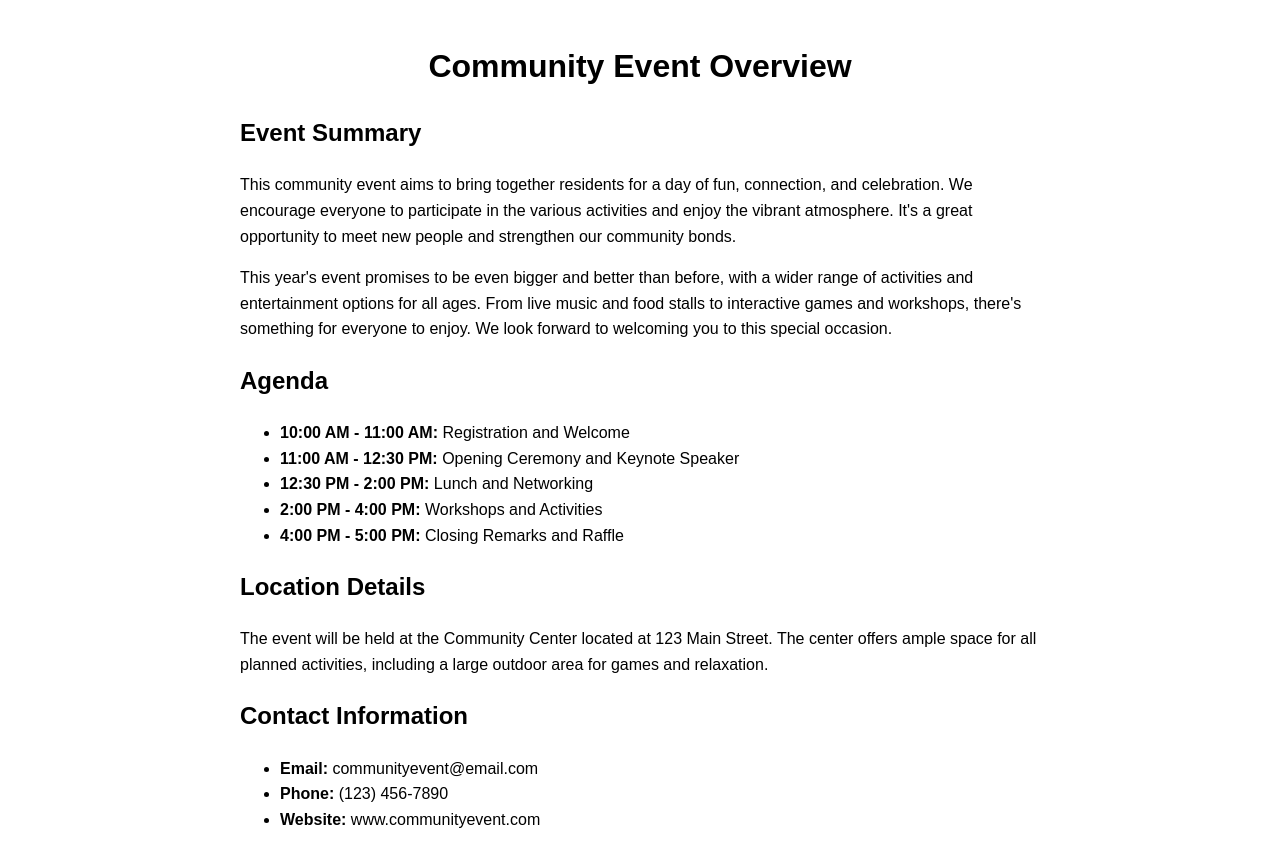 Community Event Overview
Event Summary
This community event aims to bring together residents for a day of fun, connection, and celebration. We
encourage everyone to participate in the various activities and enjoy the vibrant atmosphere. It's a great
opportunity to meet new people and strengthen our community bonds.
This year's event promises to be even bigger and better than before, with a wider range of activities and
entertainment options for all ages. From live music and food stalls to interactive games and workshops, there's
something for everyone to enjoy. We look forward to welcoming you to this special occasion.
Agenda
• 10:00 AM - 11:00 AM: Registration and Welcome
• 11:00 AM - 12:30 PM: Opening Ceremony and Keynote Speaker
• 12:30 PM - 2:00 PM: Lunch and Networking
• 2:00 PM - 4:00 PM: Workshops and Activities
• 4:00 PM - 5:00 PM: Closing Remarks and Raffle
Location Details
The event will be held at the Community Center located at 123 Main Street. The center offers ample space for all
planned activities, including a large outdoor area for games and relaxation.
Contact Information
• Email: communityevent@email.com
• Phone: (123) 456-7890
• Website: www.communityevent.com